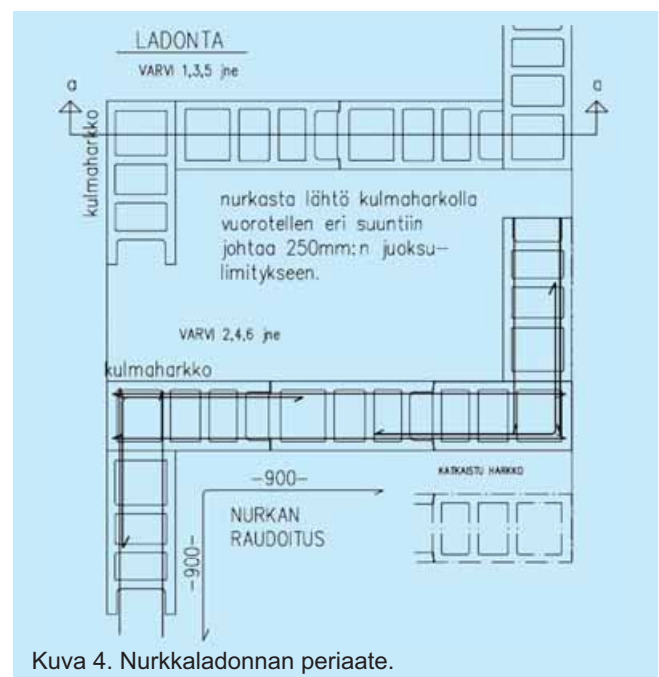 LADONTA
VARVI 1,3,5 jne
a
a
kulmaharkko
nurkasta lähtö kulmaharkolla
vuorotellen eri suuntiin
johtaa 250mm:n juoksu–
limitykseen.
VARVI 2,4,6 jne
kulmaharkko
KATKAISTU HARKKO
–900–
NURKAN
RAUDOITUS
–900–
Kuva 4. Nurkkaladonnan periaate.